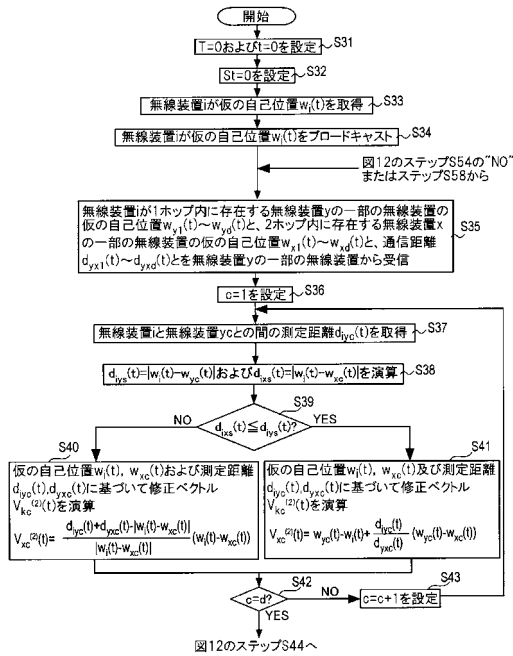 開始
T=0およびt=0を設定
S31
St=0を設定
S32
無線装置iが仮の自己位置wi(t)を取得
S33
無線装置iが仮の自己位置wi(t)をブロードキャスト
S34
図12のステップS54の"NO"
またはステップS58から
無線装置iが1ホップ内に存在する無線装置yの一部の無線装置の
仮の自己位置wy1(t)~wyd(t)と、2ホップ内に存在する無線装置x
の一部の無線装置の仮の自己位置wx1(t)~wxd(t)と、通信距離
dyx1(t)~dyxd(t)とを無線装置yの一部の無線装置から受信
S35
c=1を設定
S36
無線装置iと無線装置ycとの間の測定距離diyc(t)を取得
S37
diys(t)=|wi(t)-wyc(t)|およびdixs(t)=|wi(t)-wxc(t)|を演算
S38
S39
dixs(t)≦diys(t)?
NO
YES
S40
仮の自己位置wi(t), wxc(t)および測定距離
diyc(t),dyxc(t)に基づいて修正ベクトル
Vkc(2)(t)を演算
Vxc(2)(t)= diyc(t)+dyxc(t)-|wi(t)-wxc(t)| / |wi(t)-wxc(t)| (wi(t)-wxc(t))
S41
仮の自己位置wi(t), wxc(t)及び測定距離
diyc(t),dyxc(t)に基づいて修正ベクトル
Vkc(2)(t)を演算
Vxc(2)(t)= wyc(t)-wi(t)+ diyc(t) / dyxc(t) (wyc(t)-wxc(t))
S42
c=d?
NO
S43
c=c+1を設定
YES
図12のステップS44へ